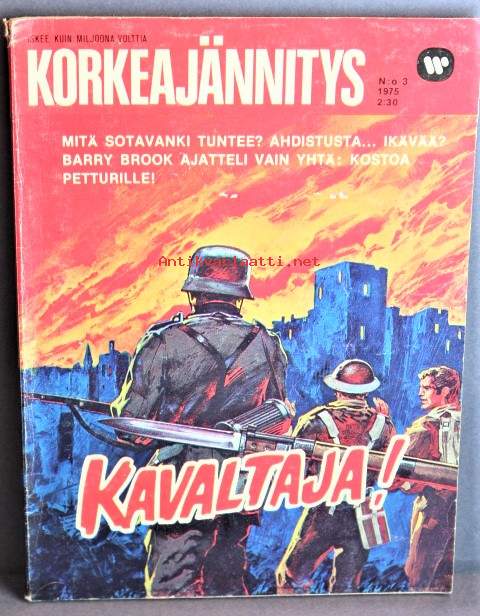 ISKEE KUIN MILJOONA VOLTTIA
KORKEAJÄNNITYS
W
N:o 3
1975
2:30
MITÄ SOTAVANKI TUNTEE? AHDISTUSTA... IKÄVÄÄ?
BARRY BROOK AJATTELI VAIN YHTÄ: KOSTOA
PETTURILLE!
Antikvariaatti.net
KAVALTAJA!